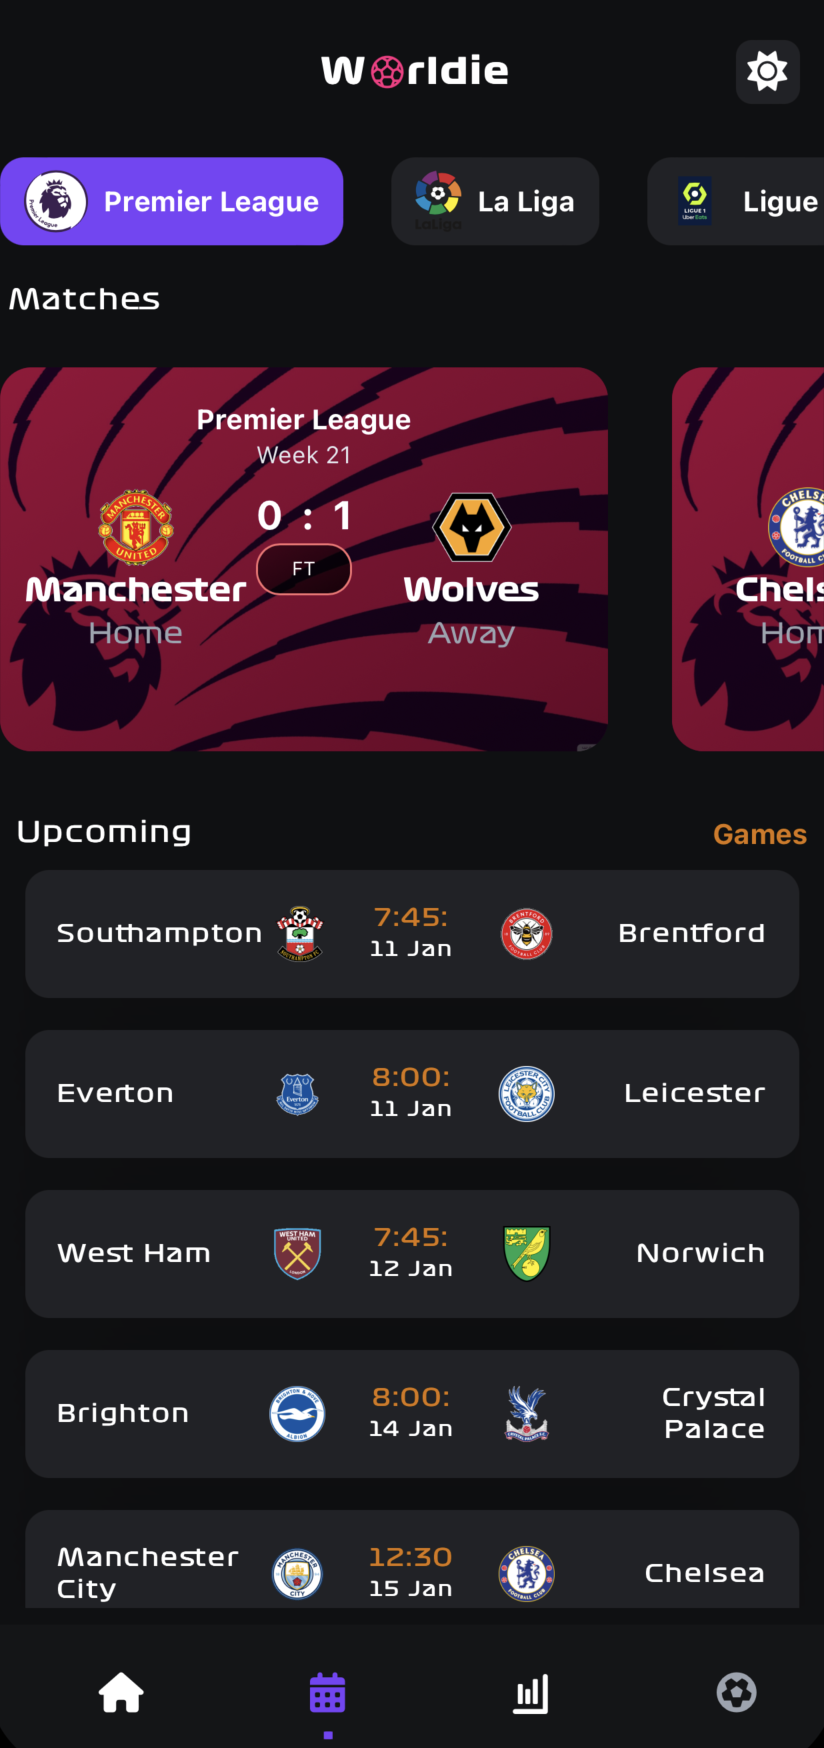 Worldie
Premier League
La Liga
Ligue
Matches
Premier League
Week 21
0 : 1
FT
Manchester
Home
Wolves
Away
Chels
Hom
Upcoming
Games
Southampton
7:45:
11 Jan
Brentford
Everton
8:00:
11 Jan
Leicester
West Ham
7:45:
12 Jan
Norwich
Brighton
8:00:
14 Jan
Crystal
Palace
Manchester
City
12:30
15 Jan
Chelsea